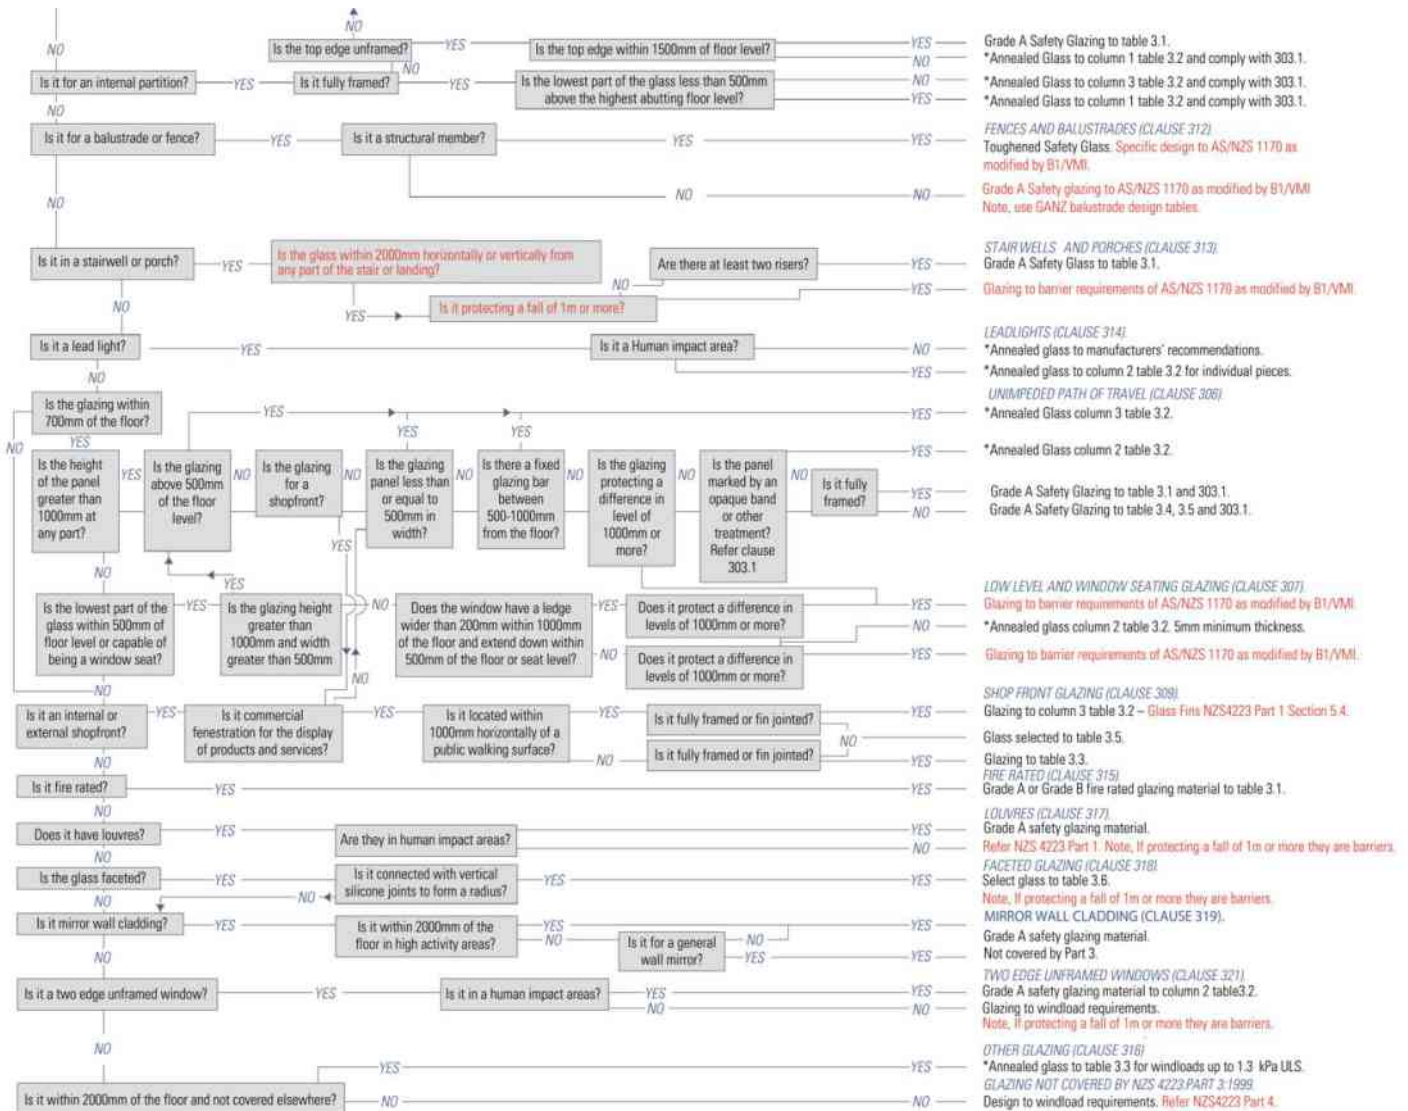 NO
NO
Is the top edge unframed?
YES
Is the top edge within 1500mm of floor level?
YES
Grade A Safety Glazing to table 3.1.
NO
*Annealed Glass to column 1 table 3.2 and comply with 303.1.
NO
Is it for an internal partition?
YES
Is it fully framed?
YES
Is the lowest part of the glass less than 500mm
above the highest abutting floor level?
NO
*Annealed Glass to column 3 table 3.2 and comply with 303.1.
YES
*Annealed Glass to column 1 table 3.2 and comply with 303.1.
NO
Is it for a balustrade or fence?
YES
Is it a structural member?
YES
YES
FENCES AND BALUSTRADES (CLAUSE 312)
Toughened Safety Glass. Specific design to AS/NZS 1170 as
modified by B1/VMI.
NO
NO
NO
Grade A Safety glazing to AS/NZS 1170 as modified by B1/VMI
Note, use GANZ balustrade design tables.
Is it in a stairwell or porch?
YES
Is the glass within 2000mm horizontally or vertically from
any part of the stair or landing?
Are there at least two risers?
YES
STAIR WELLS AND PORCHES (CLAUSE 313).
Grade A Safety Glass to table 3.1.
NO
NO
YES
Is it protecting a fall of 1m or more?
YES
Glazing to barrier requirements of AS/NZS 1170 as modified by B1/VMI.
Is it a lead light?
YES
Is it a Human impact area?
LEADLIGHTS (CLAUSE 314).
NO
*Annealed glass to manufacturers' recommendations.
YES
*Annealed glass to column 2 table 3.2 for individual pieces.
NO
Is the glazing within
700mm of the floor?
YES
UNIMPEDED PATH OF TRAVEL (CLAUSE 306).
YES
*Annealed Glass column 3 table 3.2.
NO
YES
YES
YES
Is the height
of the panel
greater than
1000mm at
any part?
YES
Is the glazing
above 500mm
of the floor
level?
NO
Is the glazing
for a
shopfront?
NO
Is the glazing
panel less than
or equal to
500mm in
width?
NO
Is there a fixed
glazing bar
between
500-1000mm
from the floor?
NO
Is the glazing
protecting a
difference in
level of
1000mm or
more?
NO
Is the panel
marked by an
opaque band
or other
treatment?
Refer clause
303.1
NO
Is it fully
framed?
YES
*Annealed Glass column 2 table 3.2.
YES
Grade A Safety Glazing to table 3.1 and 303.1.
NO
Grade A Safety Glazing to table 3.4, 3.5 and 303.1.
YES
NO
YES
Is the lowest part of the
glass within 500mm of
floor level or capable of
being a window seat?
YES
Is the glazing height
greater than
1000mm and width
greater than 500mm
NO
Does the window have a ledge
wider than 200mm within 1000mm
of the floor and extend down within
500mm of the floor or seat level?
YES
Does it protect a difference in
levels of 1000mm or more?
NO
Does it protect a difference in
levels of 1000mm or more?
LOW LEVEL AND WINDOW SEATING GLAZING (CLAUSE 307).
YES
Glazing to barrier requirements of AS/NZS 1170 as modified by B1/VMI.
NO
*Annealed glass column 2 table 3.2. 5mm minimum thickness.
YES
Glazing to barrier requirements of AS/NZS 1170 as modified by B1/VMI.
NO
NO
Is it an internal or
external shopfront?
YES
Is it commercial
fenestration for the display
of products and services?
YES
Is it located within
1000mm horizontally of a
public walking surface?
YES
Is it fully framed or fin jointed?
NO
Is it fully framed or fin jointed?
NO
SHOP FRONT GLAZING (CLAUSE 309).
YES
Glazing to column 3 table 3.2 – Glass Fins NZS4223 Part 1 Section 5.4.
Glass selected to table 3.5.
YES
Glazing to table 3.3.
NO
Is it fire rated?
YES
YES
FIRE RATED (CLAUSE 315)
Grade A or Grade B fire rated glazing material to table 3.1.
NO
Does it have louvres?
YES
Are they in human impact areas?
LOUVRES (CLAUSE 317).
YES
Grade A safety glazing material.
NO
Refer NZS 4223 Part 1. Note, If protecting a fall of 1m or more they are barriers.
NO
Is the glass faceted?
YES
Is it connected with vertical
silicone joints to form a radius?
YES
FACETED GLAZING (CLAUSE 318).
YES
Select glass to table 3.6.
Note, If protecting a fall of 1m or more they are barriers.
NO
NO
Is it mirror wall cladding?
YES
Is it within 2000mm of the
floor in high activity areas?
YES
NO
Is it for a general
wall mirror?
NO
YES
MIRROR WALL CLADDING (CLAUSE 319).
YES
Grade A safety glazing material.
YES
Not covered by Part 3.
NO
Is it a two edge unframed window?
YES
Is it in a human impact areas?
YES
NO
TWO EDGE UNFRAMED WINDOWS (CLAUSE 321).
YES
Grade A safety glazing material to column 2 table3.2.
NO
Glazing to windload requirements.
Note, If protecting a fall of 1m or more they are barriers.
NO
YES
OTHER GLAZING (CLAUSE 316)
YES
*Annealed glass to table 3.3 for windloads up to 1.3 kPa ULS.
GLAZING NOT COVERED BY NZS 4223:PART 3:1999.
Is it within 2000mm of the floor and not covered elsewhere?
NO
NO
Design to windload requirements. Refer NZS4223 Part 4.